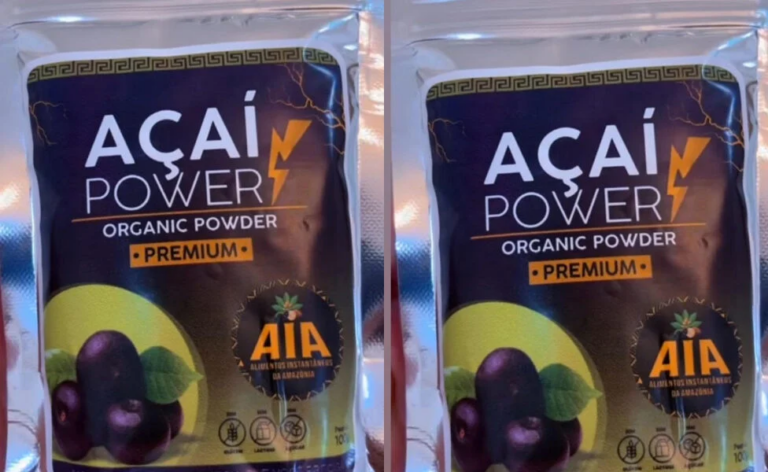 AÇAÍ
POWER
ORGANIC POWDER
• PREMIUM •
AIA
ALIMENTOS INSTANTÂNEOS
DA AMAZÔNIA
AÇAÍ
POWER
ORGANIC POWDER
• PREMIUM •
AIA
ALIMENTOS INSTANTÂNEOS
DA AMAZÔNIA